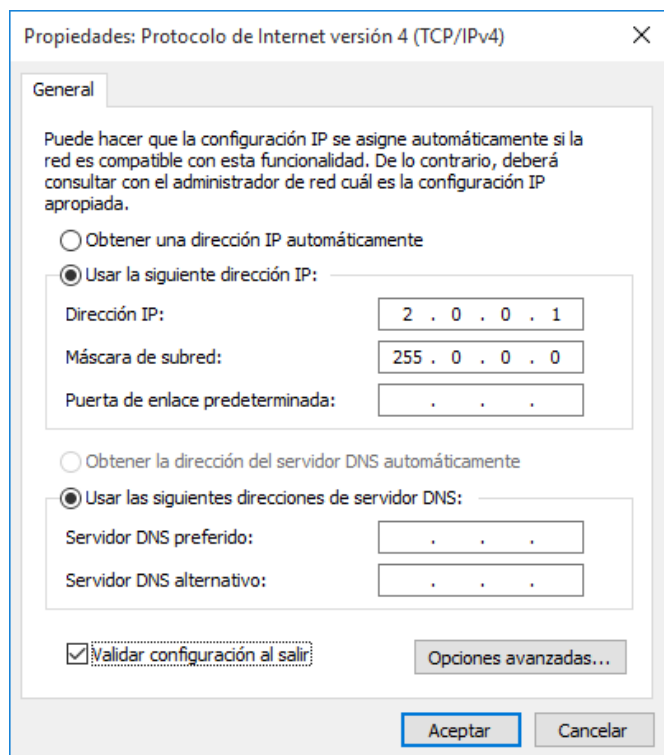 Propiedades: Protocolo de Internet versión 4 (TCP/IPv4)
General
Puede hacer que la configuración IP se asigne automáticamente si la
red es compatible con esta funcionalidad. De lo contrario, deberá
consultar con el administrador de red cuál es la configuración IP
apropiada.
Obtener una dirección IP automáticamente
Usar la siguiente dirección IP:
Dirección IP: 2 . 0 . 0 . 1
Máscara de subred: 255 . 0 . 0 . 0
Puerta de enlace predeterminada: . . .
Obtener la dirección del servidor DNS automáticamente
Usar las siguientes direcciones de servidor DNS:
Servidor DNS preferido: . . .
Servidor DNS alternativo: . . .
Validar configuración al salir Opciones avanzadas...
Aceptar Cancelar